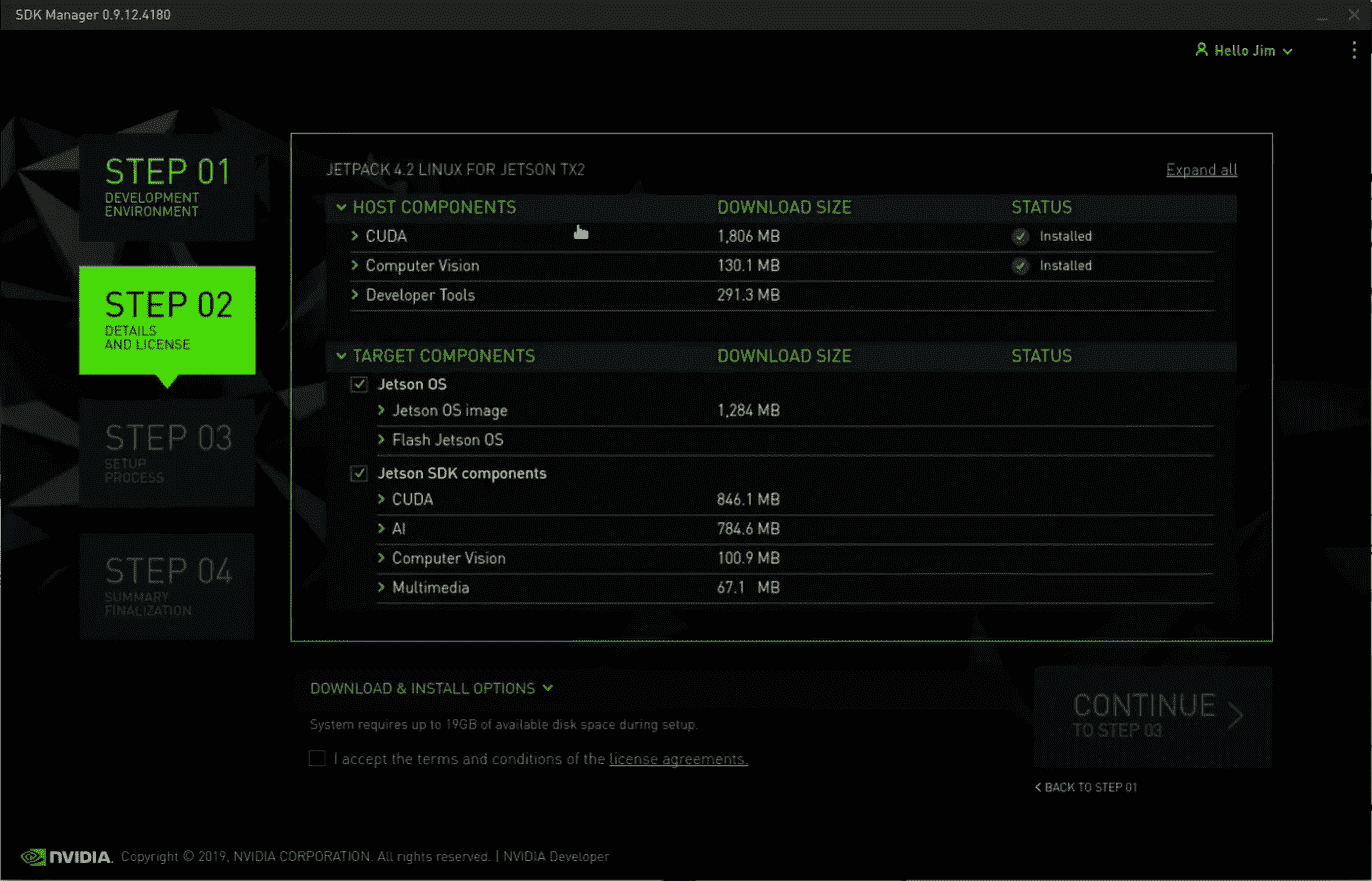 SDK Manager 0.9.12.4180
Hello Jim
STEP 01
DEVELOPMENT
ENVIRONMENT
STEP 02
DETAILS
AND LICENSE
STEP 03
SETUP
PROCESS
STEP 04
SUMMARY
FINALIZATION
JETPACK 4.2 LINUX FOR JETSON TX2 Expand all
HOST COMPONENTS DOWNLOAD SIZE STATUS
CUDA 1,806 MB Installed
Computer Vision 130.1 MB Installed
Developer Tools 291.3 MB
TARGET COMPONENTS DOWNLOAD SIZE STATUS
Jetson OS
Jetson OS image 1,284 MB
Flash Jetson OS
Jetson SDK components
CUDA 846.1 MB
AI 784.6 MB
Computer Vision 100.9 MB
Multimedia 67.1 MB
DOWNLOAD & INSTALL OPTIONS
System requires up to 19GB of available disk space during setup.
I accept the terms and conditions of the license agreements.
CONTINUE
TO STEP 03
BACK TO STEP 01
NVIDIA. Copyright © 2019, NVIDIA CORPORATION. All rights reserved. | NVIDIA Developer